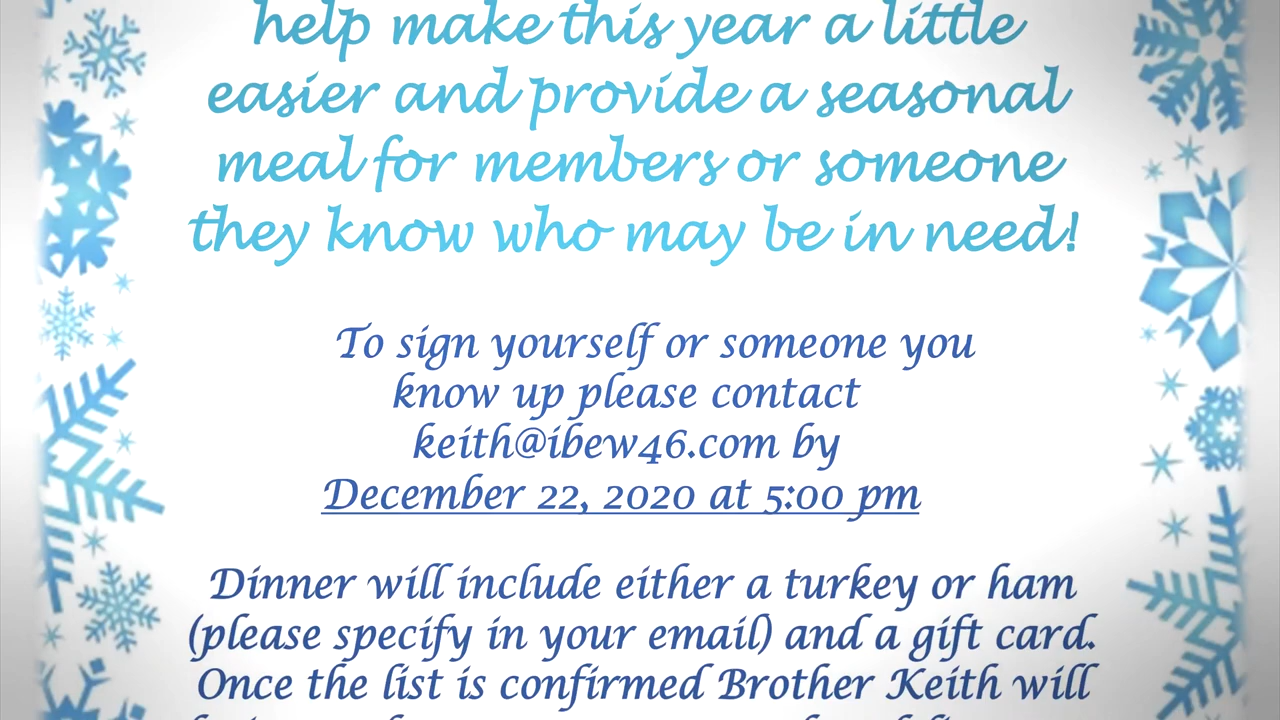 help make this year a little
easier and provide a seasonal
meal for members or someone
they know who may be in need!
To sign yourself or someone you
know up please contact
keith@ibew46.com by
December 22, 2020 at 5:00 pm
Dinner will include either a turkey or ham
(please specify in your email) and a gift card.
Once the list is confirmed Brother Keith will